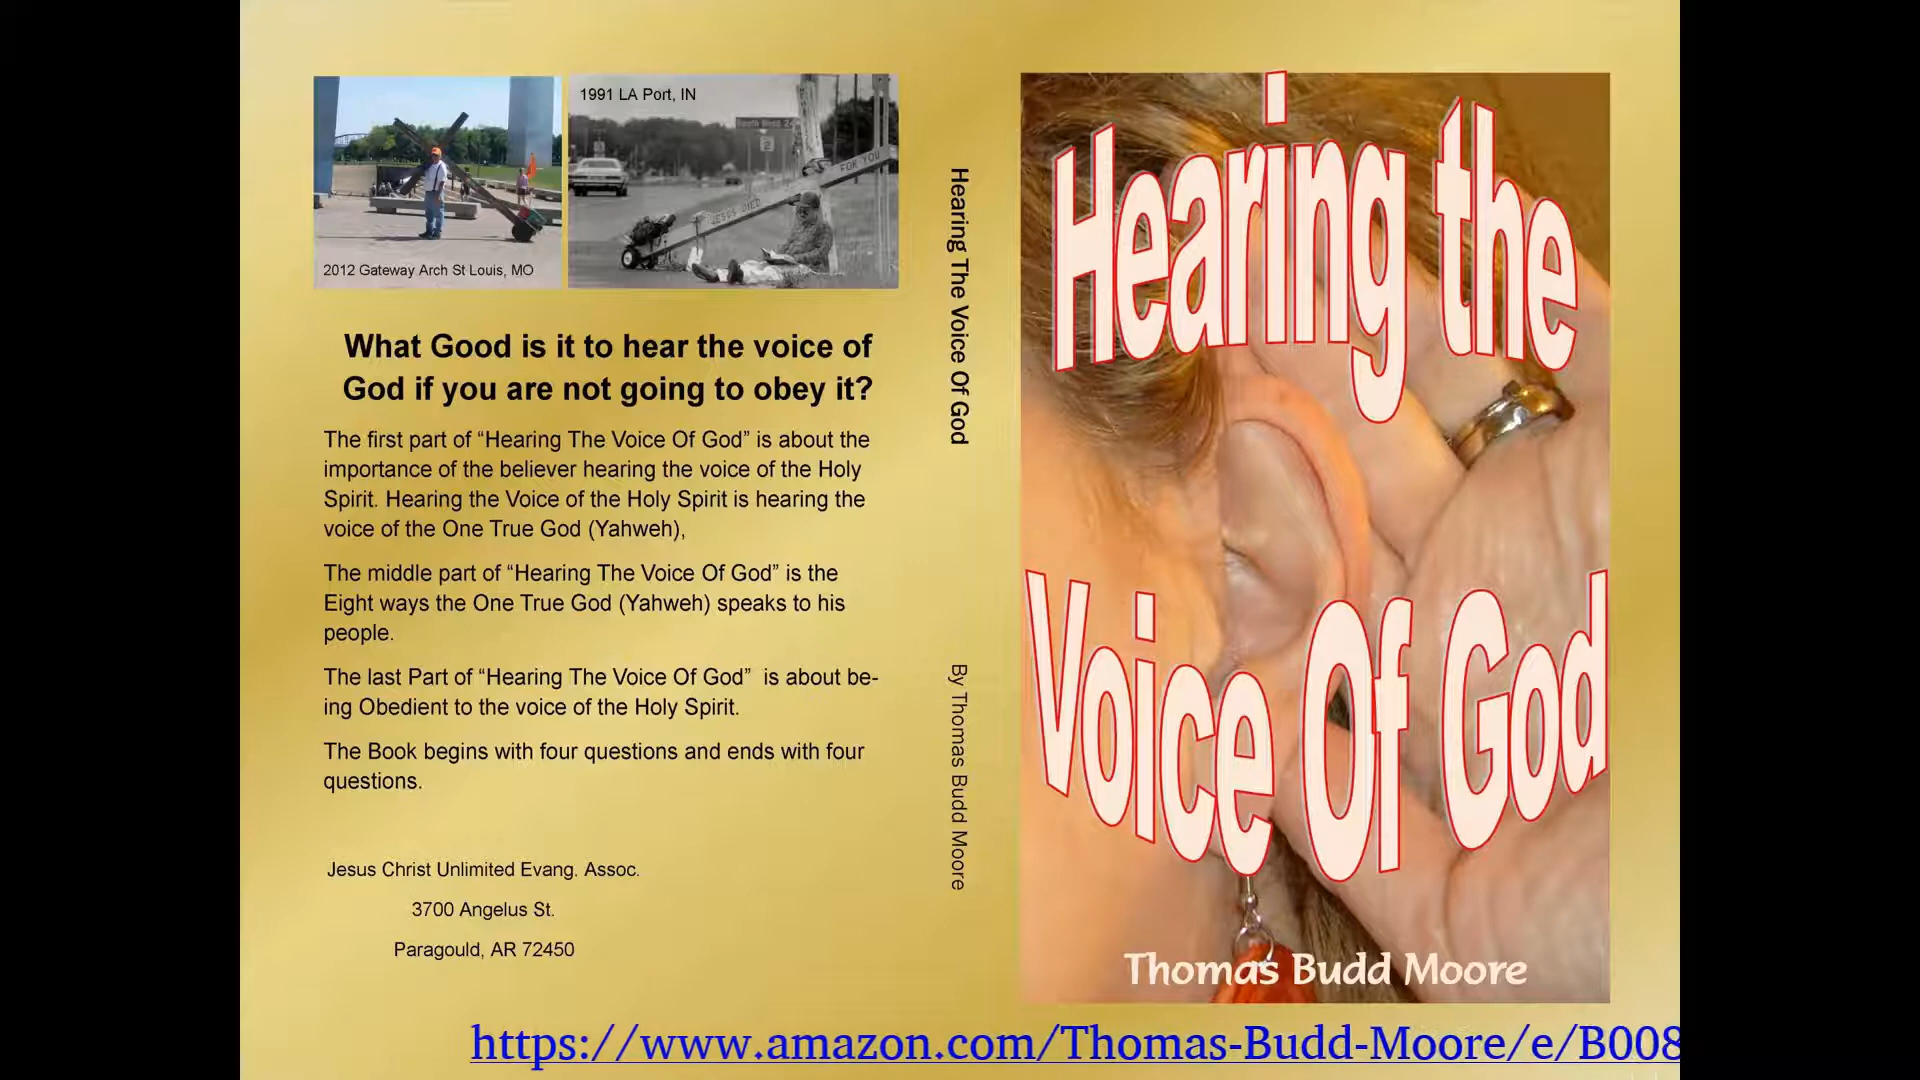 1991 LA Port, IN
FOR YOU
JESUS DIED
2012 Gateway Arch St Louis, MO
What Good is it to hear the voice of
God if you are not going to obey it?
The first part of “Hearing The Voice Of God” is about the
importance of the believer hearing the voice of the Holy
Spirit. Hearing the Voice of the Holy Spirit is hearing the
voice of the One True God (Yahweh),
The middle part of “Hearing The Voice Of God” is the
Eight ways the One True God (Yahweh) speaks to his
people.
The last Part of “Hearing The Voice Of God”  is about be-
ing Obedient to the voice of the Holy Spirit.
The Book begins with four questions and ends with four
questions.
Jesus Christ Unlimited Evang. Assoc.
3700 Angelus St.
Paragould, AR 72450
Hearing The Voice Of God
By Thomas Budd Moore
Hearing the
Voice Of God
Thomas Budd Moore
https://www.amazon.com/Thomas-Budd-Moore/e/B008